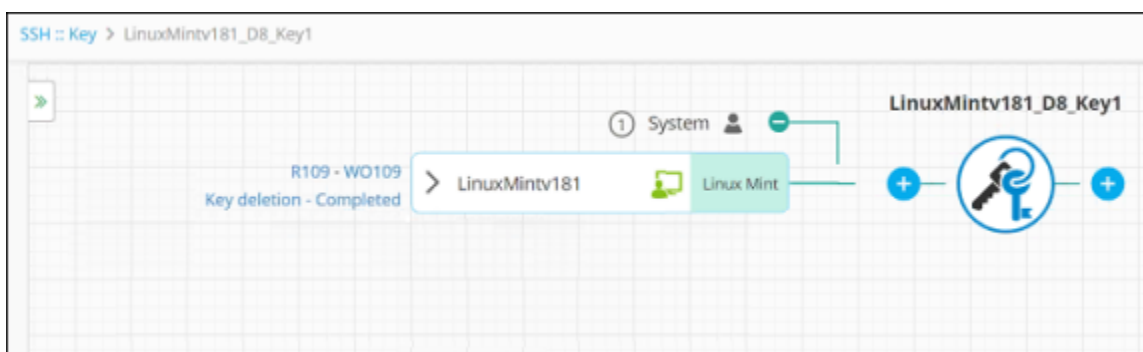 SSH :: Key > LinuxMintv181_D8_Key1
LinuxMintv181_D8_Key1
1 System
R109 - WO109
Key deletion - Completed
LinuxMintv181
Linux Mint